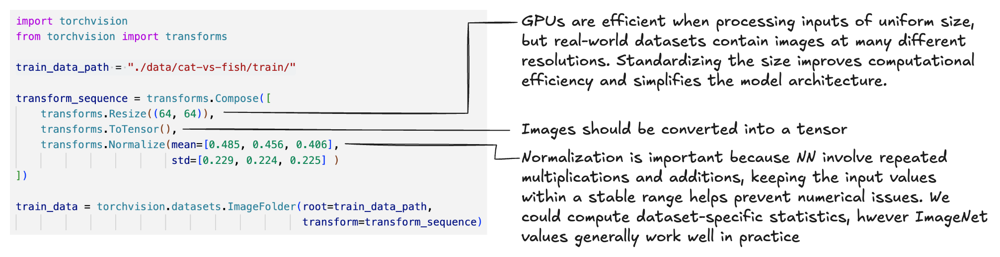 import torchvision
from torchvision import transforms
train_data_path = "./data/cat-vs-fish/train/"
transform_sequence = transforms.Compose([
transforms.Resize((64, 64)),
transforms.ToTensor(),
transforms.Normalize(mean=[0.485, 0.456, 0.406],
std=[0.229, 0.224, 0.225] )
])
train_data = torchvision.datasets.ImageFolder(root=train_data_path,
transform=transform_sequence)
GPUs are efficient when processing inputs of uniform size,
but real-world datasets contain images at many different
resolutions. Standardizing the size improves computational
efficiency and simplifies the model architecture.
Images should be converted into a tensor
Normalization is important because NN involve repeated
multiplications and additions, keeping the input values
within a stable range helps prevent numerical issues. We
could compute dataset-specific statistics, hwever ImageNet
values generally work well in practice